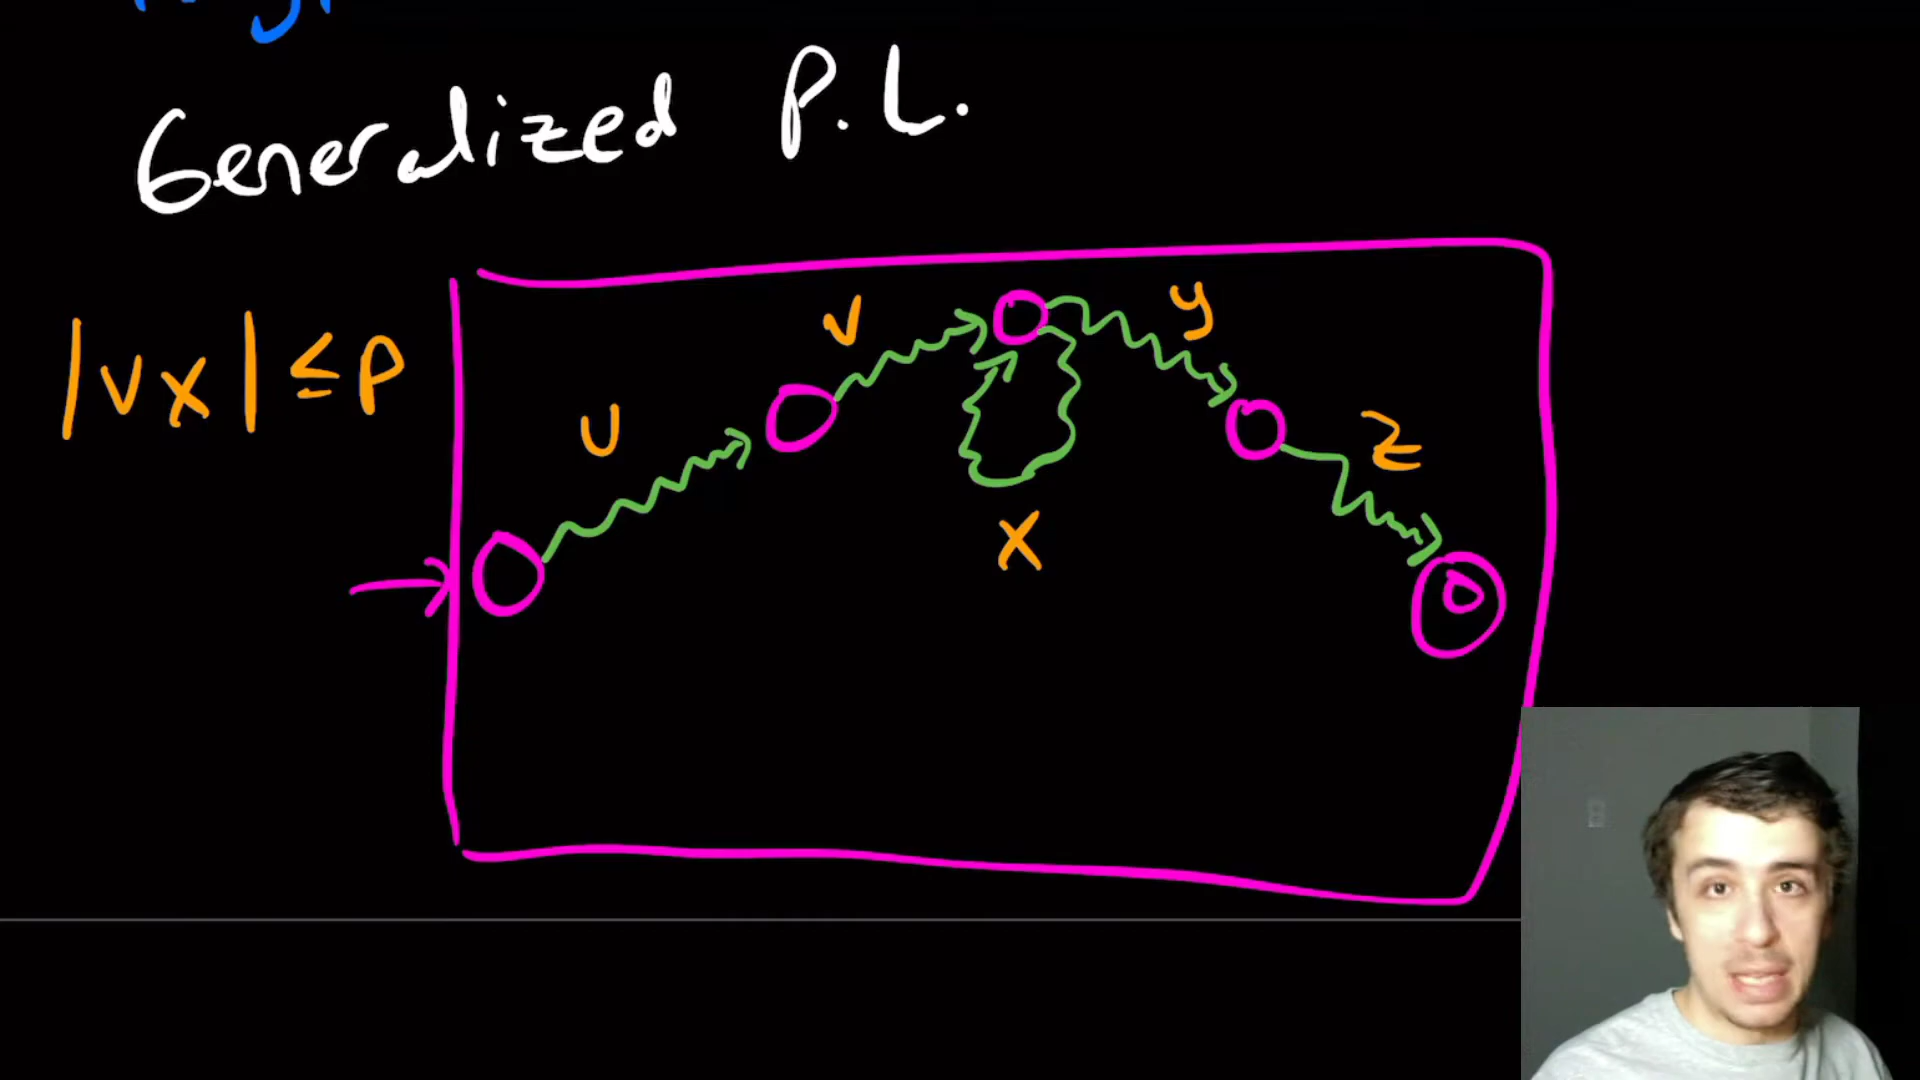 Generalized P.L.
|vx| ≤ p
u
v
y
z
x